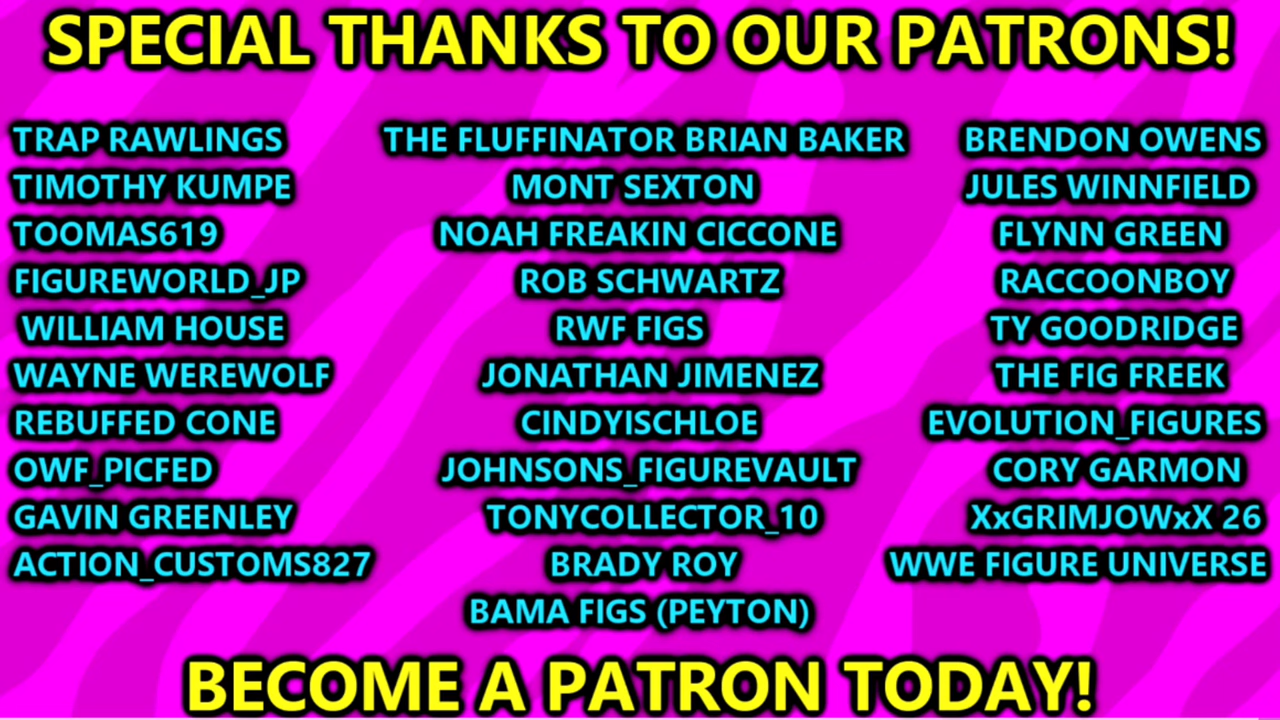 SPECIAL THANKS TO OUR PATRONS!
TRAP RAWLINGS
TIMOTHY KUMPE
TOOMAS619
FIGUREWORLD_JP
WILLIAM HOUSE
WAYNE WEREWOLF
REBUFFED CONE
OWF_PICFED
GAVIN GREENLEY
ACTION_CUSTOMS827
THE FLUFFINATOR BRIAN BAKER
MONT SEXTON
NOAH FREAKIN CICCONE
ROB SCHWARTZ
RWF FIGS
JONATHAN JIMENEZ
CINDYISCHLOE
JOHNSONS_FIGUREVAULT
TONYCOLLECTOR_10
BRADY ROY
BAMA FIGS (PEYTON)
BRENDON OWENS
JULES WINNFIELD
FLYNN GREEN
RACCOONBOY
TY GOODRIDGE
THE FIG FREEK
EVOLUTION_FIGURES
CORY GARMON
XxGRIMJOWxX 26
WWE FIGURE UNIVERSE
BECOME A PATRON TODAY!